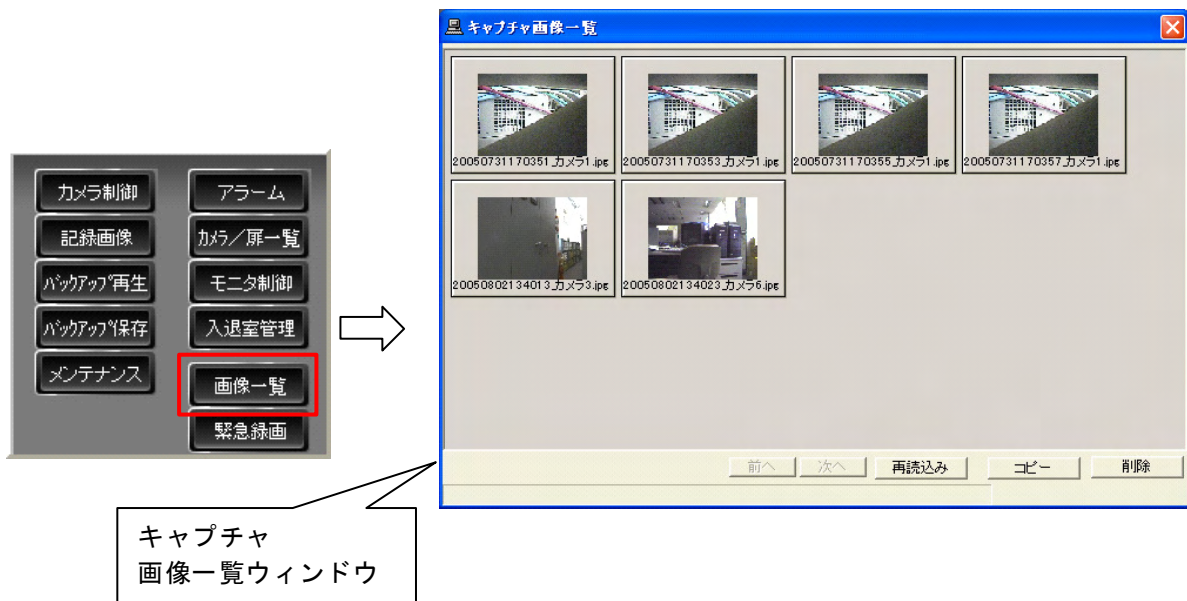 キャプチャ画像一覧
20050731170351_カメラ1.jpg
20050731170353_カメラ1.jpg
20050731170355_カメラ1.jpg
20050731170357_カメラ1.jpg
20050802134013_カメラ3.jpg
20050802134023_カメラ6.jpg
前へ
次へ
再読込み
コピー
削除
カメラ制御
アラーム
記録画像
カメラ/扉一覧
バックアップ再生
モニタ制御
バックアップ保存
入退室管理
メンテナンス
画像一覧
緊急録画
キャプチャ
画像一覧ウィンドウ